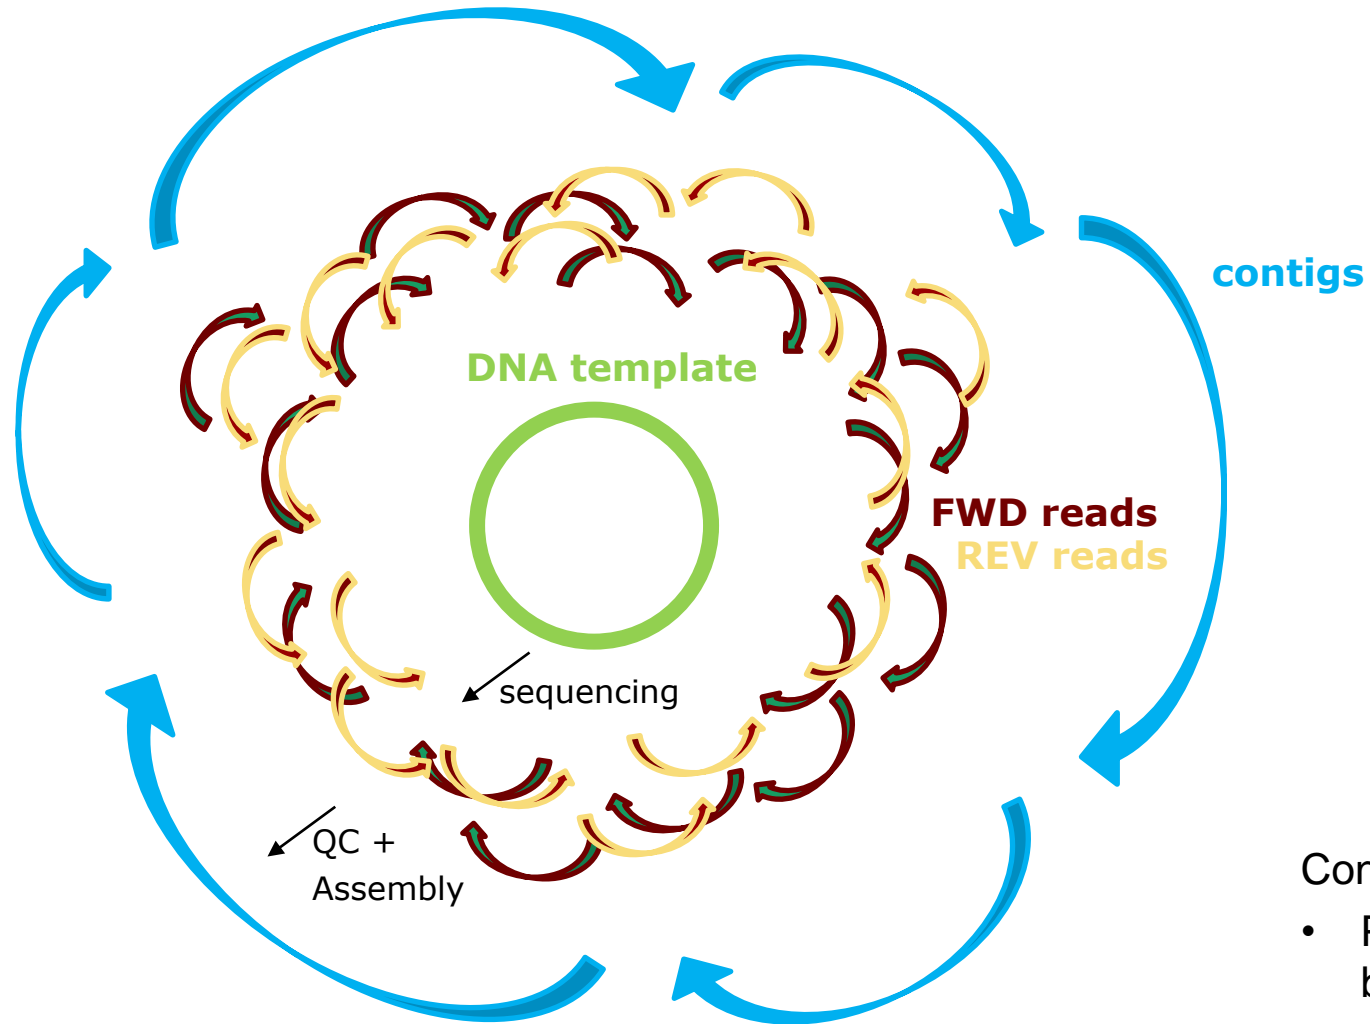 contigs
DNA template
FWD reads
REV reads
sequencing
QC +
Assembly
•